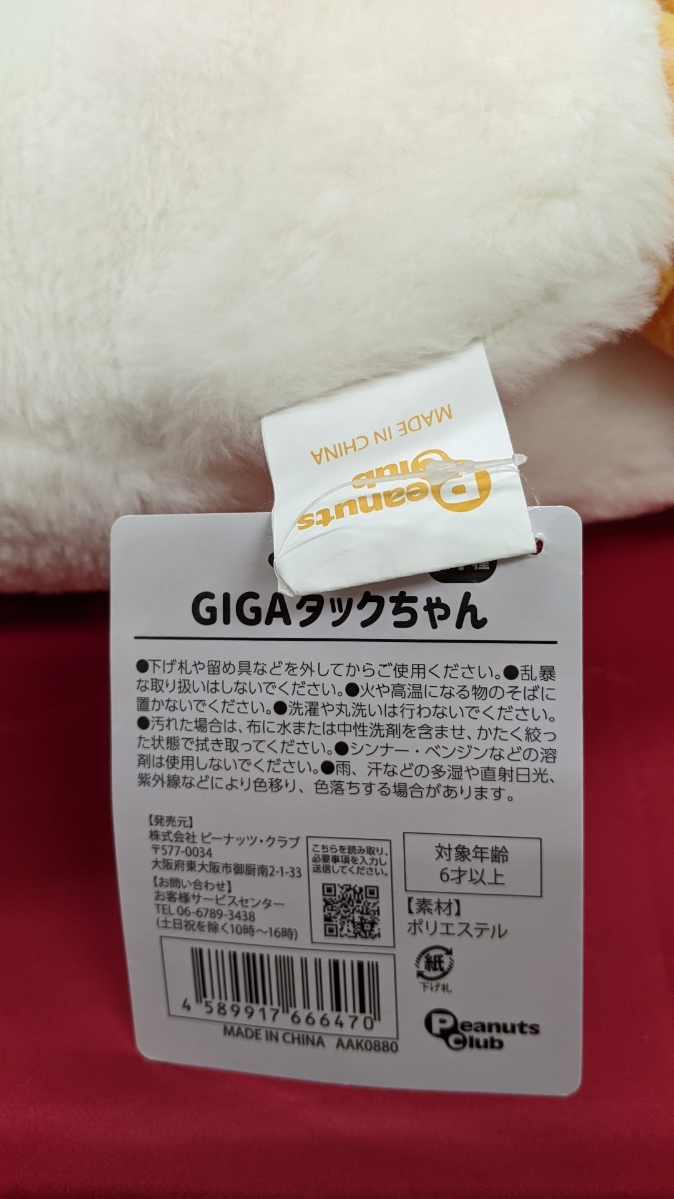 MADE IN CHINA
Peanuts Club
GIGAタックちゃん
●下げ札や留め具などを外してからご使用ください。●乱暴
な取り扱いはしないでください。●火や高温になる物のそばに
置かないでください。●洗濯や丸洗いは行わないでください。
●汚れた場合は、布に水または中性洗剤を含ませ、かたく絞っ
た状態で拭き取ってください。●シンナー・ベンジンなどの溶
剤は使用しないでください。●雨、汗などの多湿や直射日光、
紫外線などにより色移り、色落ちする場合があります。
【発売元】
株式会社 ピーナッツ・クラブ
〒577-0034
大阪府東大阪市御厨南2-1-33
【お問い合わせ】
お客様サービスセンター
TEL 06-6789-3438
(土日祝を除く10時～16時)
こちらを読み取り、
必要事項を入力し
送信してください。
対象年齢
6才以上
【素材】
ポリエステル
紙
下げ札
4 589917 666470
MADE IN CHINA AAK0880
Peanuts
Club